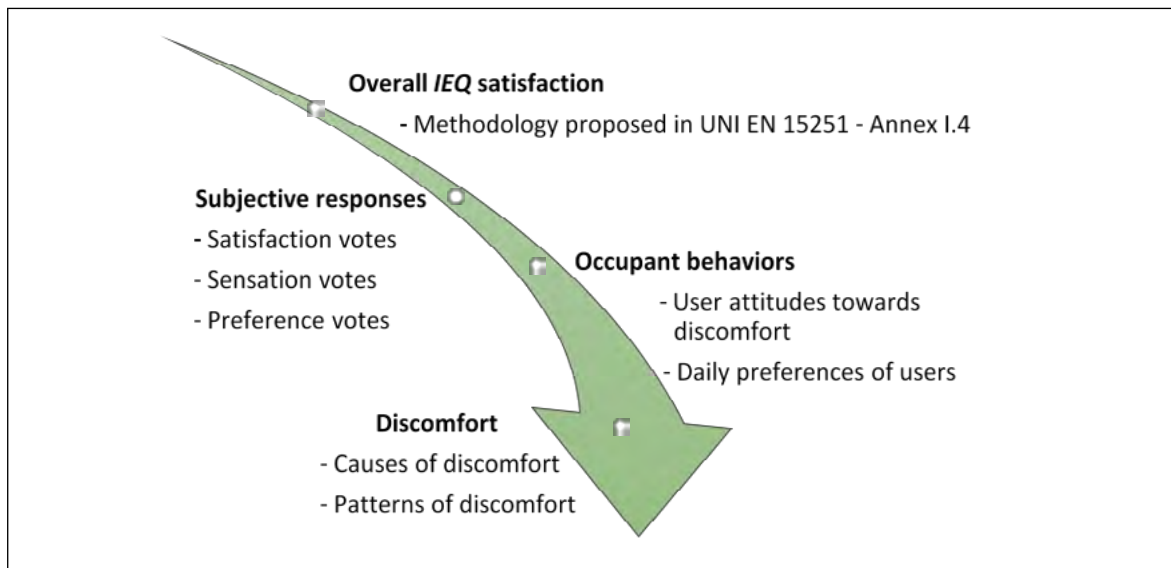 Overall IEQ satisfaction
- Methodology proposed in UNI EN 15251 - Annex I.4
Subjective responses
- Satisfaction votes
- Sensation votes
- Preference votes
Occupant behaviors
- User attitudes towards
discomfort
- Daily preferences of users
Discomfort
- Causes of discomfort
- Patterns of discomfort